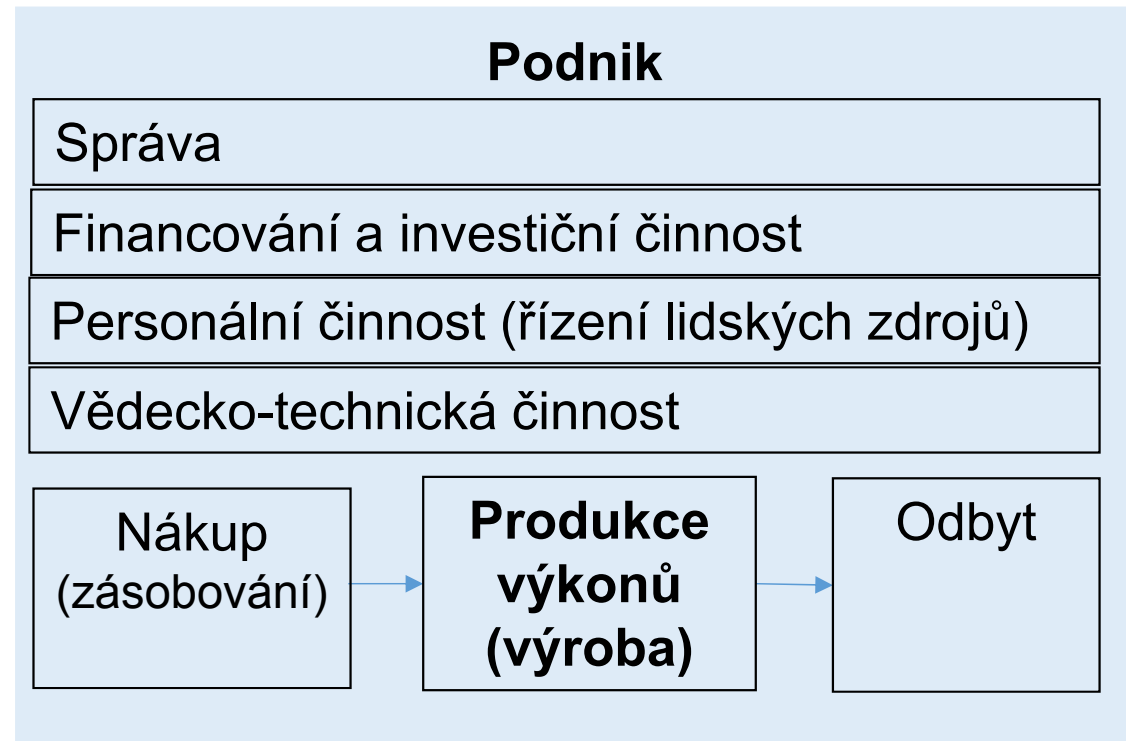 Podnik
Správa
Financování a investiční činnost
Personální činnost (řízení lidských zdrojů)
Vědecko-technická činnost
Nákup
(zásobování)
Produkce
výkonů
(výroba)
Odbyt